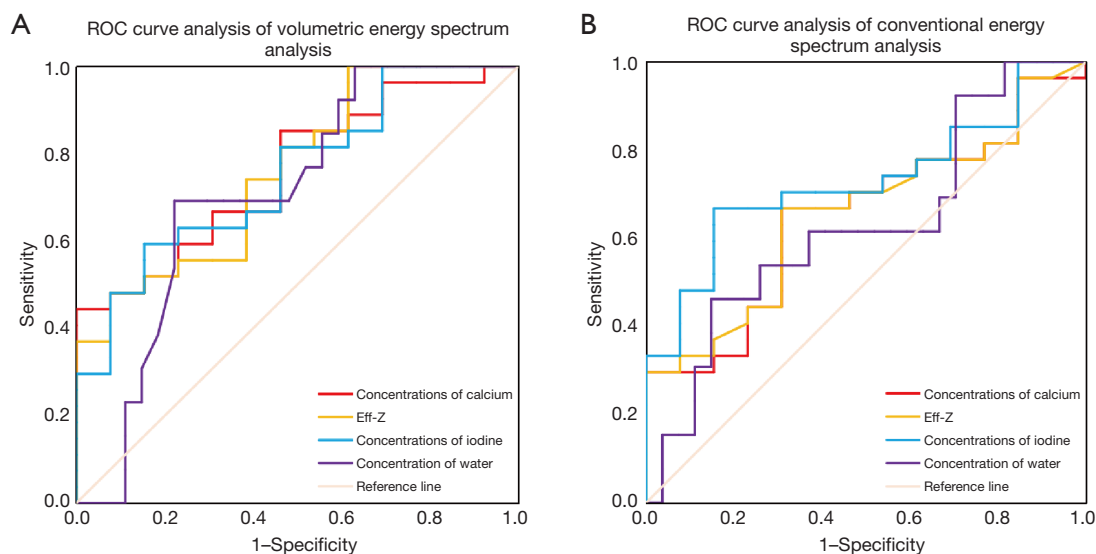 A
ROC curve analysis of volumetric energy spectrum
analysis
1.0
0.8
0.6
0.4
0.2
0.0
Sensitivity
Concentrations of calcium
Eff-Z
Concentrations of iodine
Concentration of water
Reference line
0.0 0.2 0.4 0.6 0.8 1.0
1–Specificity
B
ROC curve analysis of conventional energy
spectrum analysis
1.0
0.8
0.6
0.4
0.2
0.0
Sensitivity
Concentrations of calcium
Eff-Z
Concentrations of iodine
Concentration of water
Reference line
0.0 0.2 0.4 0.6 0.8 1.0
1–Specificity